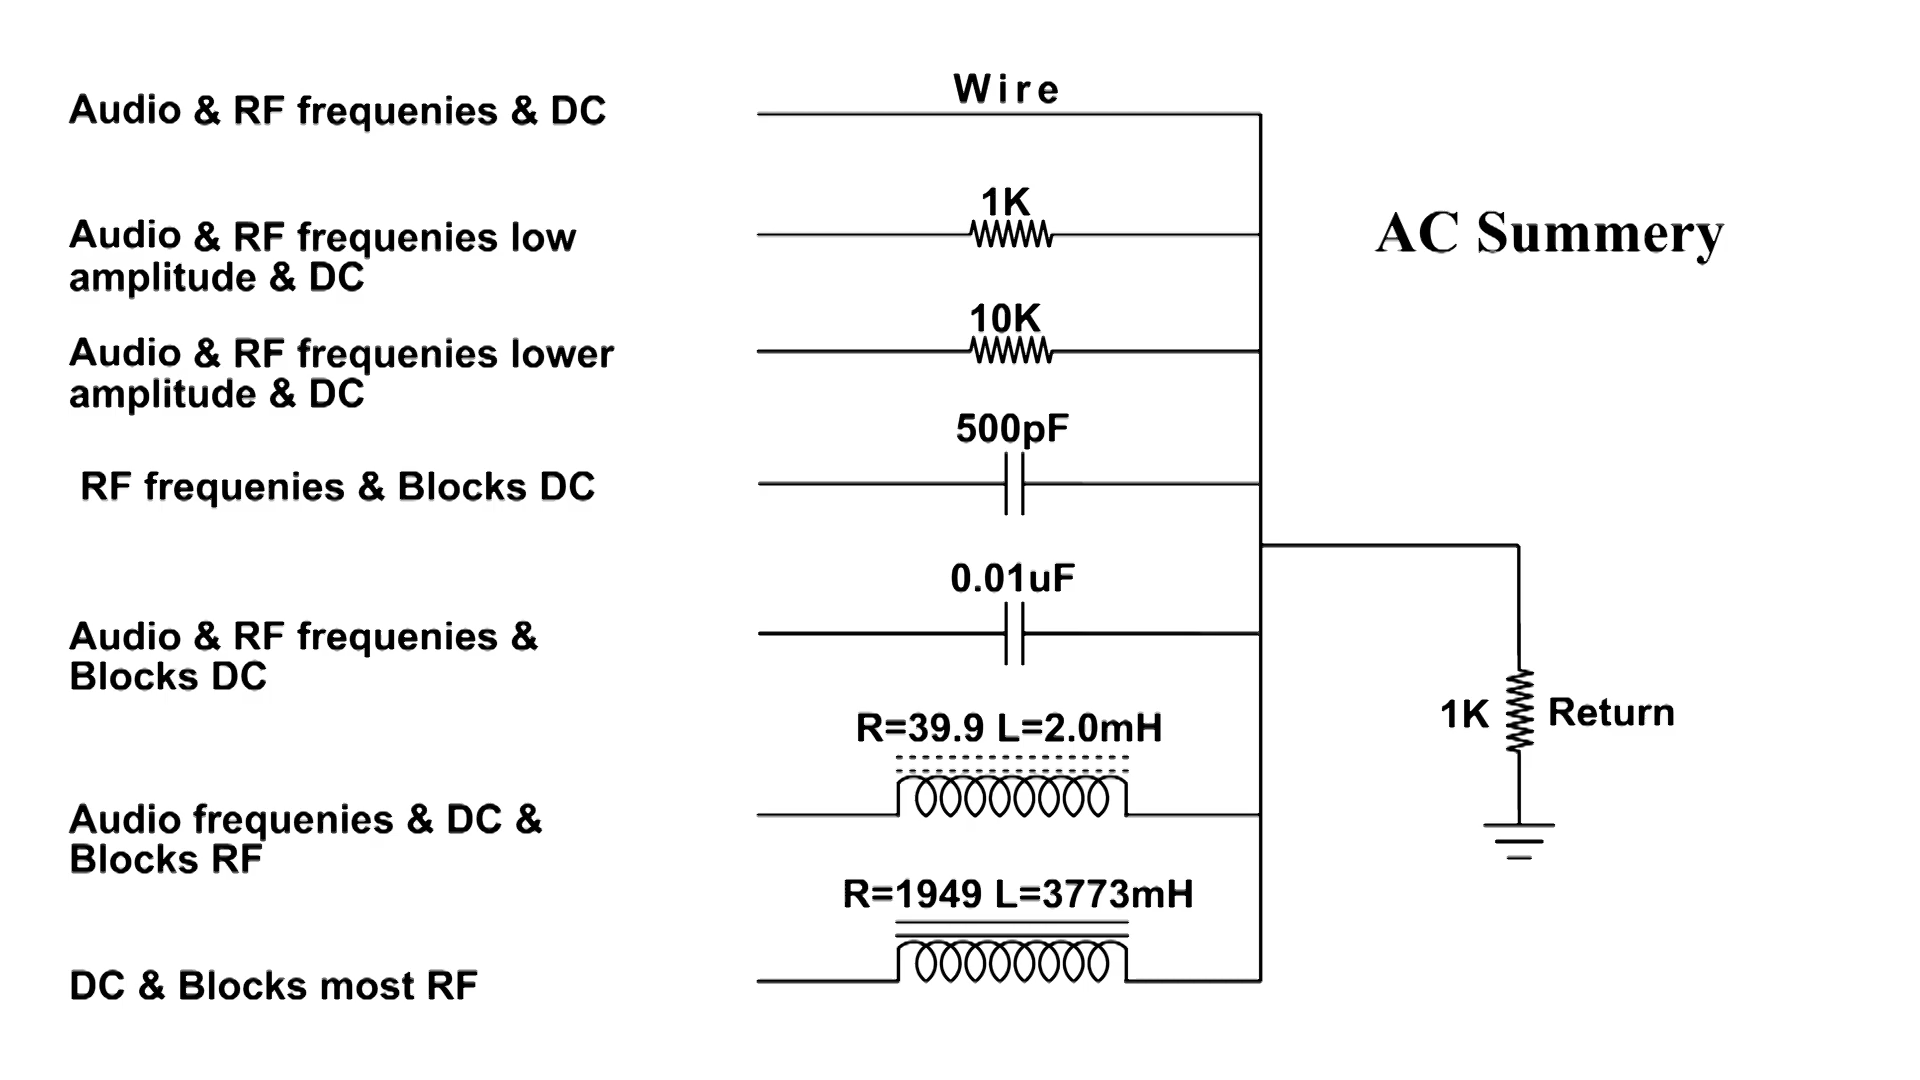 Wire
Audio & RF frequenies & DC
1K
Audio & RF frequenies low
amplitude & DC
AC Summery
10K
Audio & RF frequenies lower
amplitude & DC
500pF
RF frequenies & Blocks DC
0.01uF
Audio & RF frequenies &
Blocks DC
R=39.9 L=2.0mH
1K Return
Audio frequenies & DC &
Blocks RF
R=1949 L=3773mH
DC & Blocks most RF